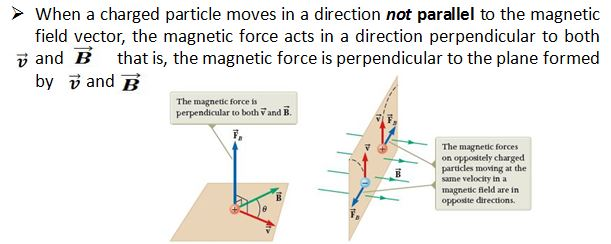 ➢ When a charged particle moves in a direction not parallel to the magnetic
field vector, the magnetic force acts in a direction perpendicular to both
v⃗ and B⃗ that is, the magnetic force is perpendicular to the plane formed
by v⃗ and B⃗
The magnetic force is
perpendicular to both v⃗ and B⃗.
F⃗_B
B⃗
θ
v⃗
+
v⃗
F⃗_B
+
v⃗
B⃗
−
F⃗_B
The magnetic forces
on oppositely charged
particles moving at the
same velocity in a
magnetic field are in
opposite directions.